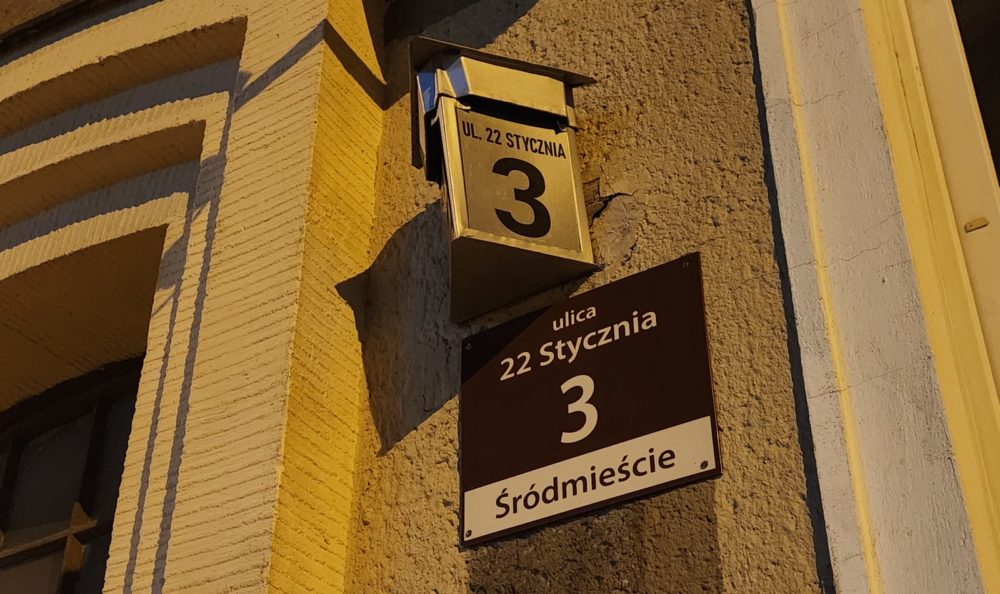 UL. 22 STYCZNIA
3
ulica
22 Stycznia
3
Śródmieście